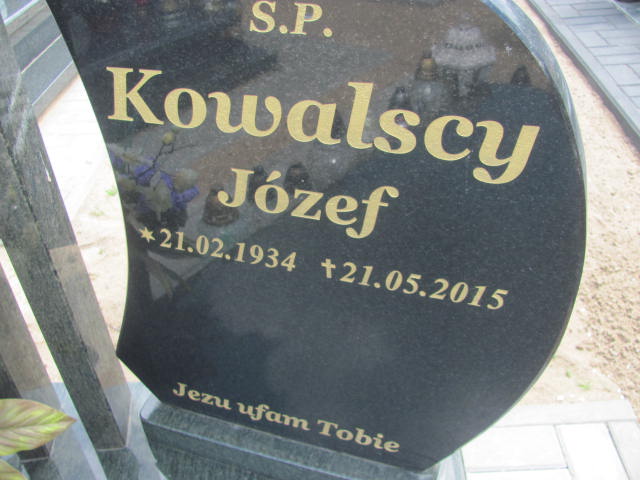 S.P.
Kowalscy
Józef
✶21.02.1934 ✝21.05.2015
Jezu ufam Tobie